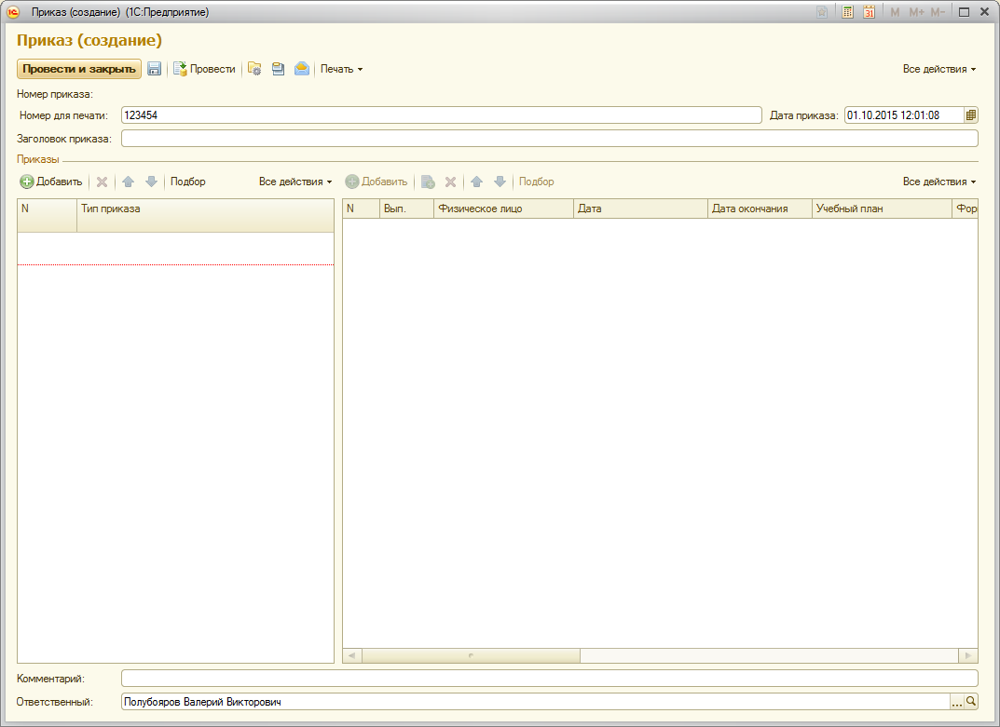 Приказ (создание) (1С:Предприятие)
31 M M+ M-
Приказ (создание)
Провести и закрыть Провести Печать Все действия
Номер приказа:
Номер для печати: 123454 Дата приказа: 01.10.2015 12:01:08
Заголовок приказа:
Приказы
Добавить Подбор Все действия Добавить Подбор Все действия
N Тип приказа N Вып. Физическое лицо Дата Дата окончания Учебный план Фор
Комментарий:
Ответственный: Полубояров Валерий Викторович ...